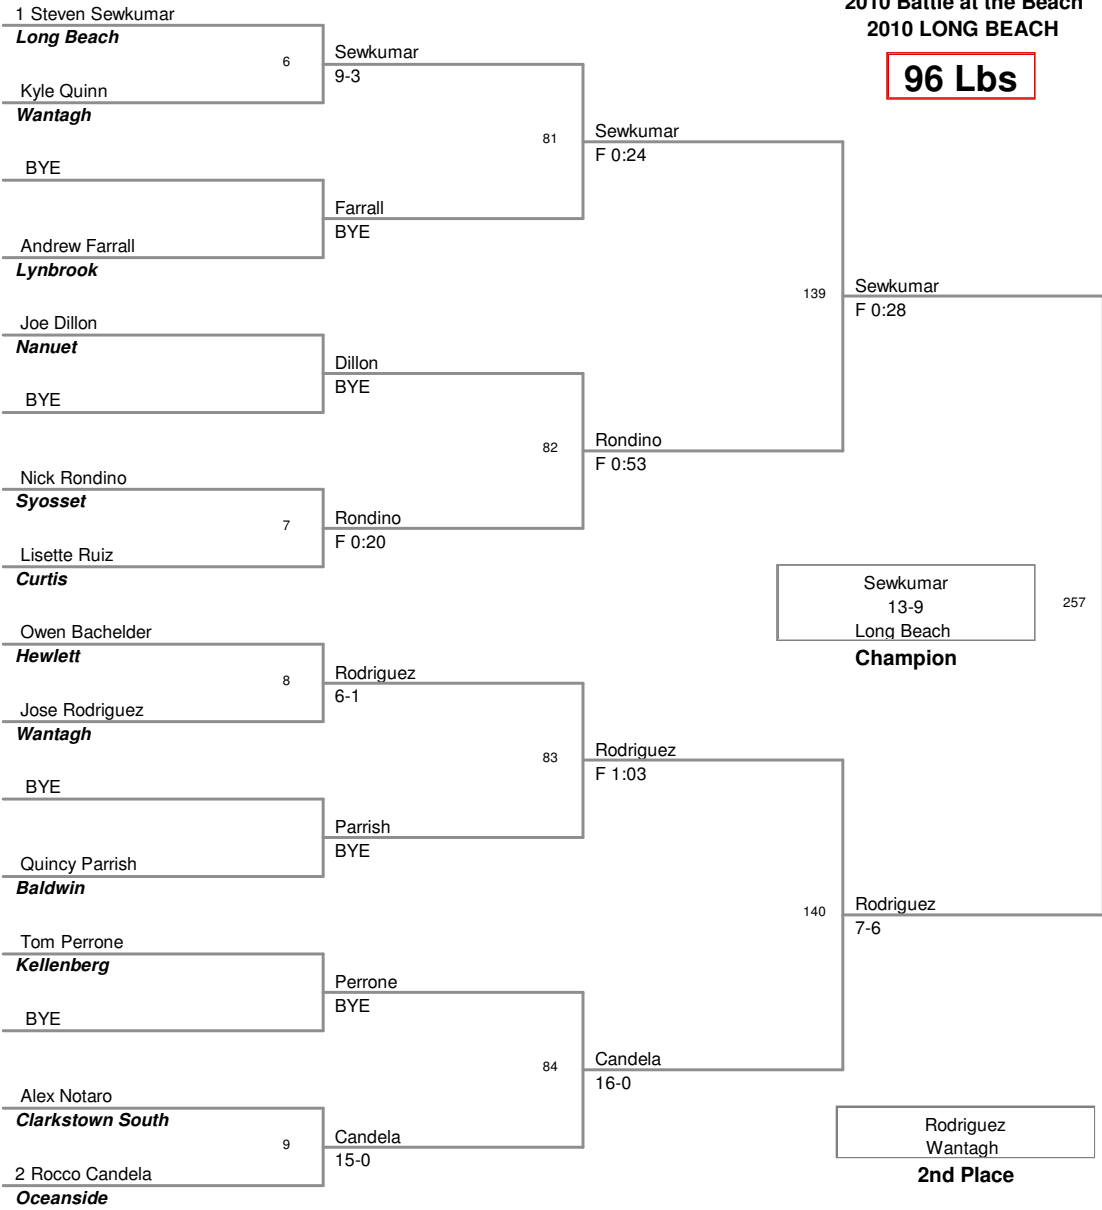 2010 Battle at the Beach
2010 LONG BEACH
96 Lbs
1 Steven Sewkumar
Long Beach
6
Kyle Quinn
Wantagh
BYE
Andrew Farrall
Lynbrook
Joe Dillon
Nanuet
BYE
Nick Rondino
Syosset
7
Lisette Ruiz
Curtis
Owen Bachelder
Hewlett
8
Jose Rodriguez
Wantagh
BYE
Quincy Parrish
Baldwin
Tom Perrone
Kellenberg
BYE
Alex Notaro
Clarkstown South
9
2 Rocco Candela
Oceanside
Sewkumar
9-3
81
Farrall
BYE
Dillon
BYE
82
Rondino
F 0:20
Rodriguez
6-1
83
Parrish
BYE
Perrone
BYE
84
Candela
15-0
Sewkumar
F 0:24
139
Rondino
F 0:53
Rodriguez
F 1:03
140
Candela
16-0
Sewkumar
F 0:28
Rodriguez
7-6
257
Sewkumar
13-9
Long Beach
Champion
Rodriguez
Wantagh
2nd Place